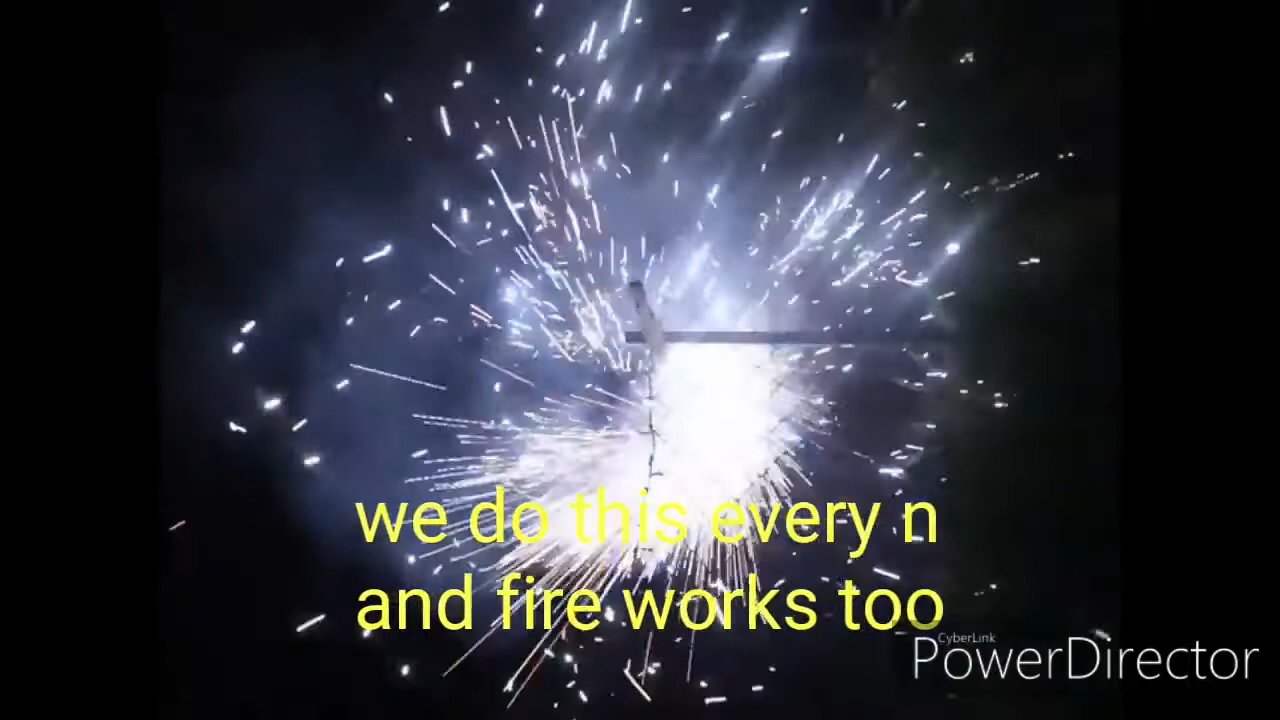 we do this every n
and fire works too
CyberLink
PowerDirector